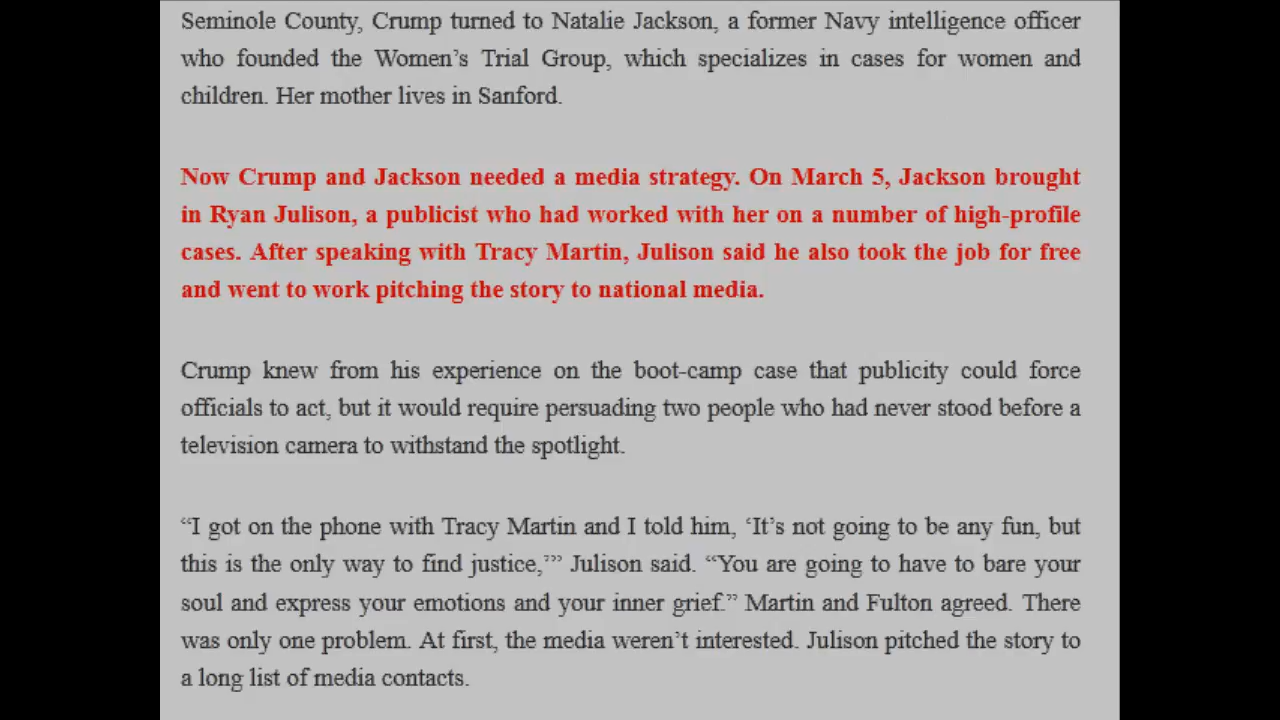 Seminole County, Crump turned to Natalie Jackson, a former Navy intelligence officer
who founded the Women’s Trial Group, which specializes in cases for women and
children. Her mother lives in Sanford.
Now Crump and Jackson needed a media strategy. On March 5, Jackson brought
in Ryan Julison, a publicist who had worked with her on a number of high-profile
cases. After speaking with Tracy Martin, Julison said he also took the job for free
and went to work pitching the story to national media.
Crump knew from his experience on the boot-camp case that publicity could force
officials to act, but it would require persuading two people who had never stood before a
television camera to withstand the spotlight.
“I got on the phone with Tracy Martin and I told him, ‘It’s not going to be any fun, but
this is the only way to find justice,’” Julison said. “You are going to have to bare your
soul and express your emotions and your inner grief.” Martin and Fulton agreed. There
was only one problem. At first, the media weren’t interested. Julison pitched the story to
a long list of media contacts.